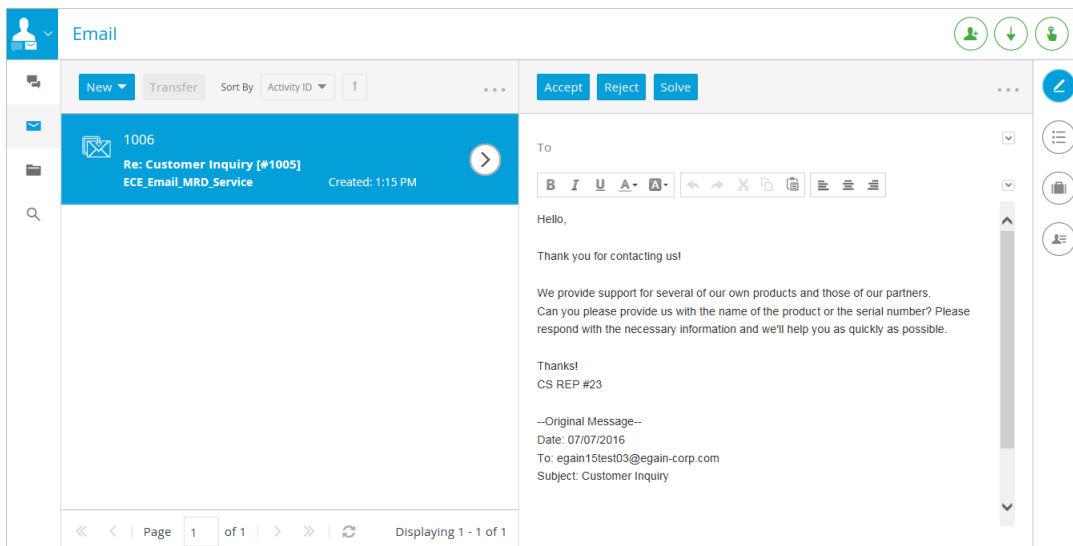 Email
New Transfer Sort By Activity ID
Accept Reject Solve
1006
Re: Customer Inquiry [#1005]
ECE_Email_MRD_Service Created: 1:15 PM
To
B I U A A
Hello,
Thank you for contacting us!
We provide support for several of our own products and those of our partners.
Can you please provide us with the name of the product or the serial number? Please
respond with the necessary information and we'll help you as quickly as possible.
Thanks!
CS REP #23
--Original Message--
Date: 07/07/2016
To: egain15test03@egain-corp.com
Subject: Customer Inquiry
Page 1 of 1 Displaying 1 - 1 of 1